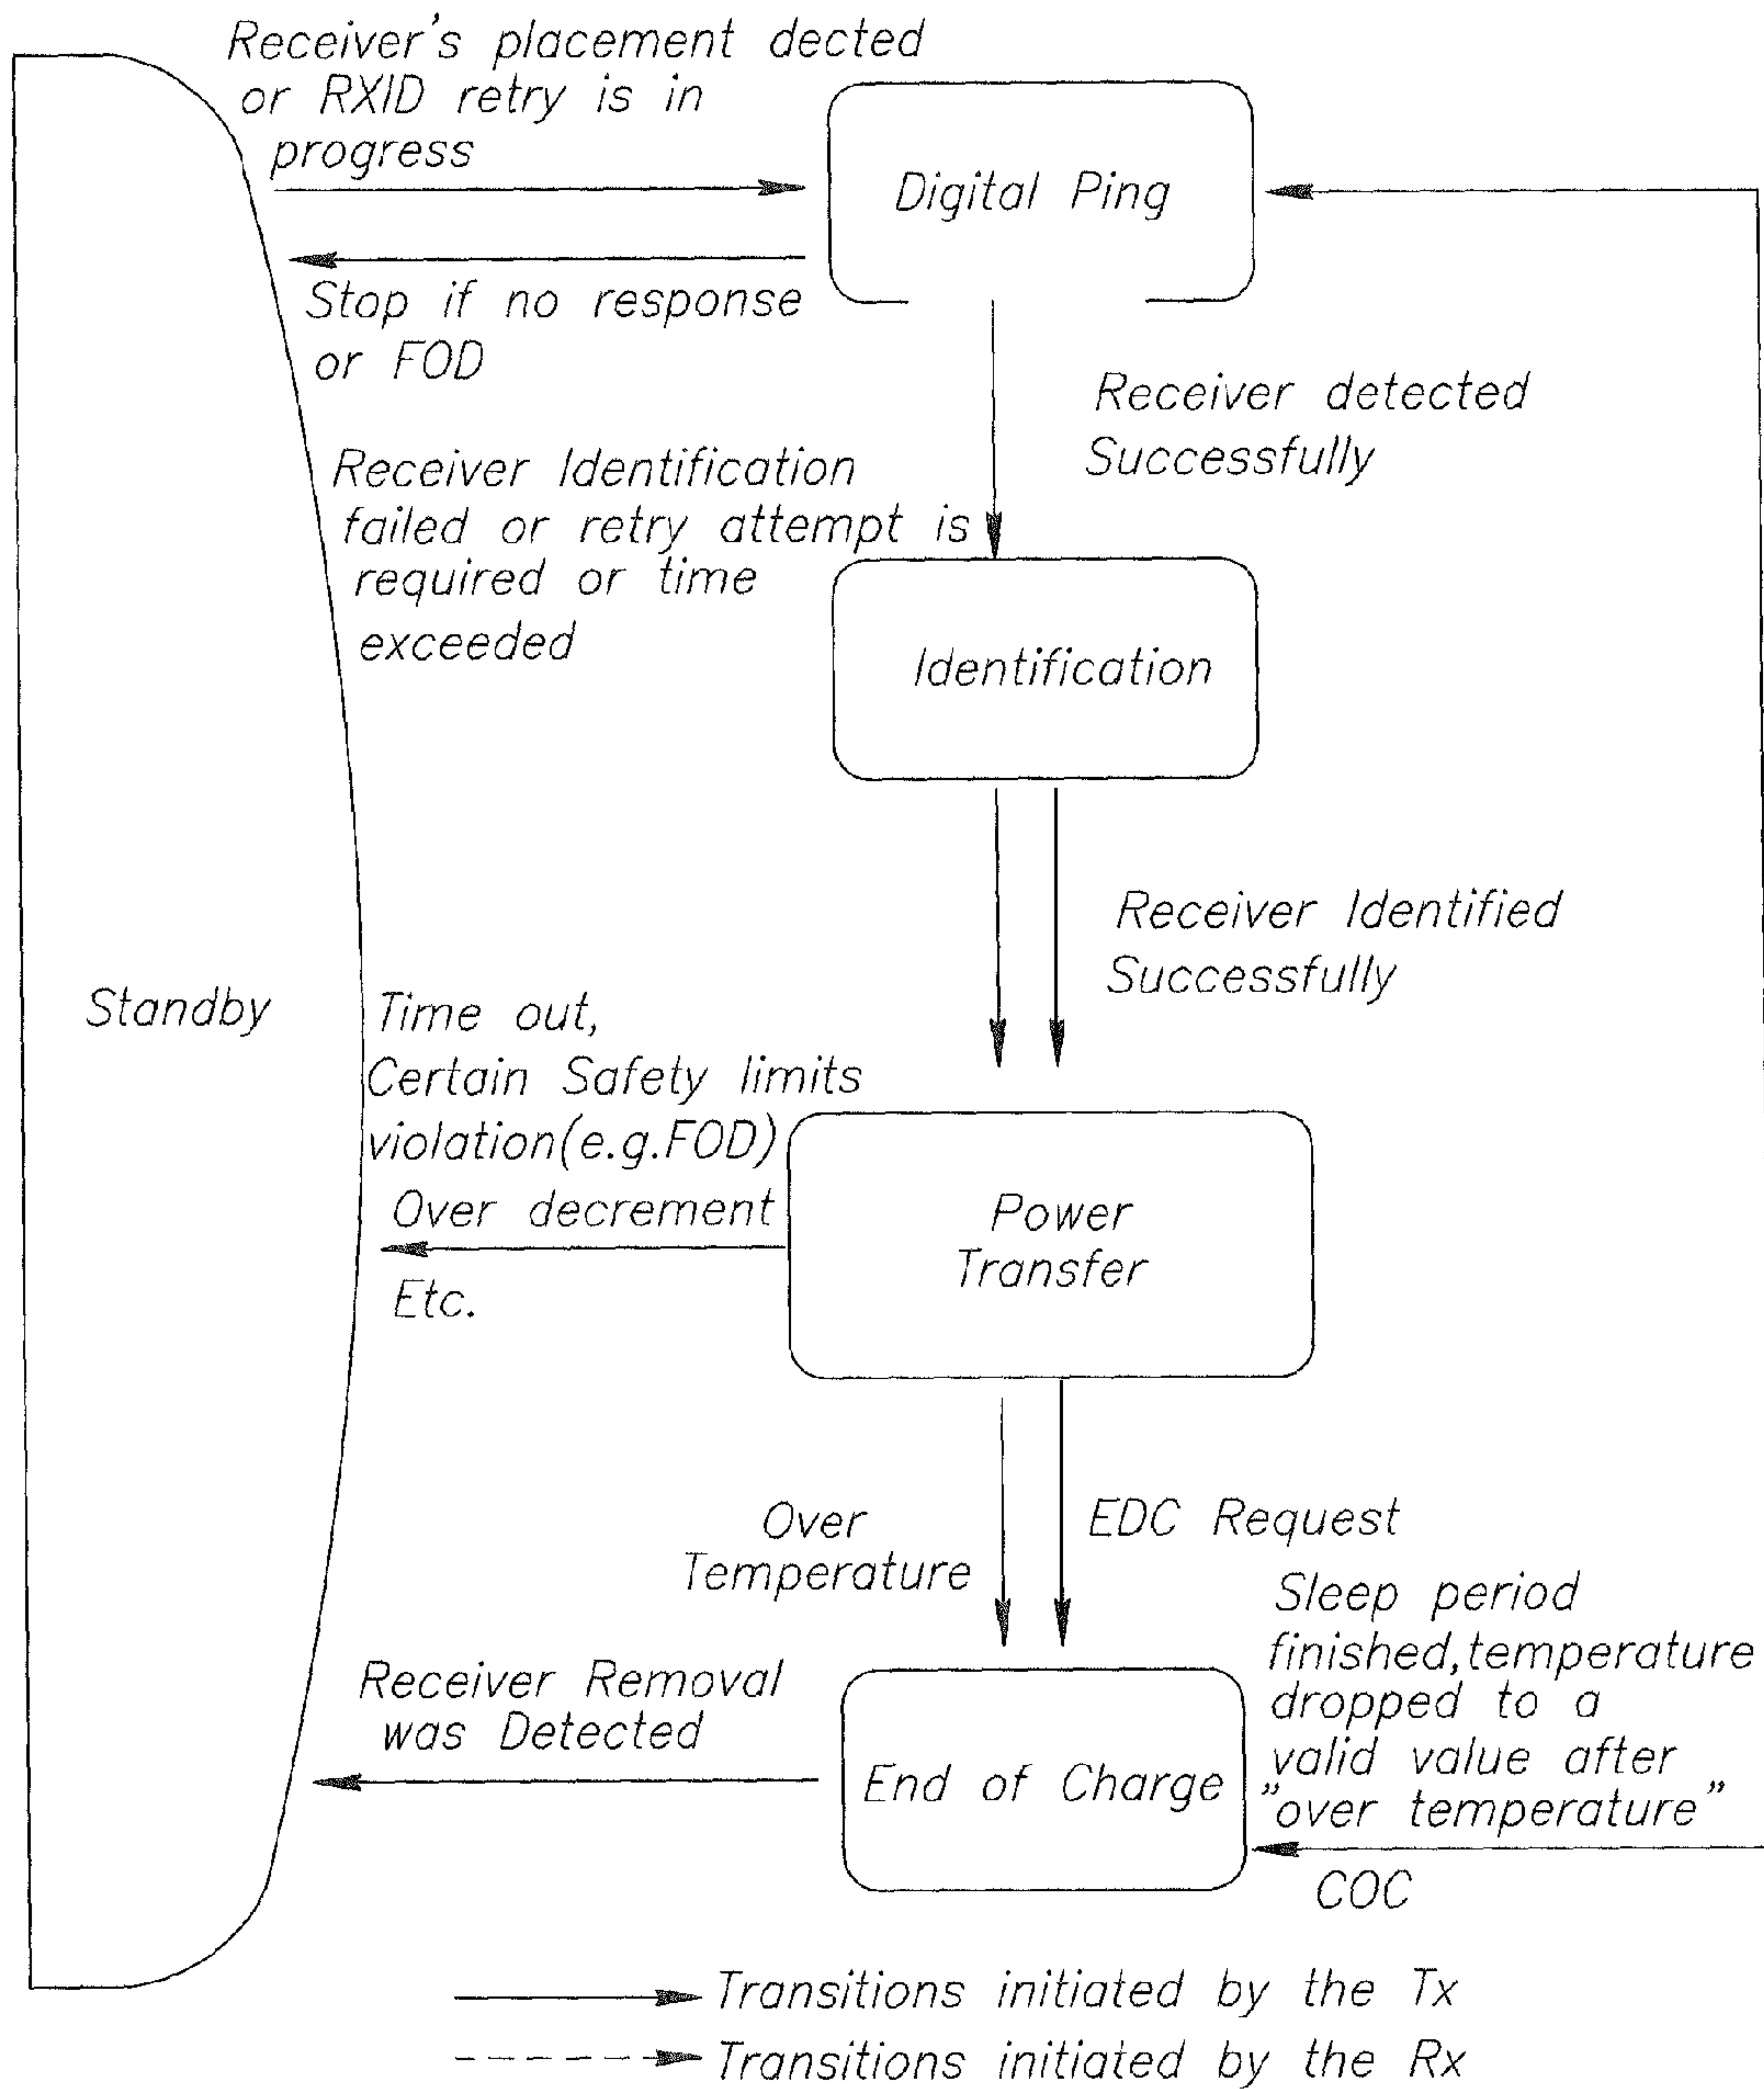 Receiver's placement dected
or RXID retry is in
progress
Digital Ping
Stop if no response
or FOD
Receiver detected
Successfully
Receiver Identification
failed or retry attempt is
required or time
exceeded
Identification
Receiver Identified
Successfully
Standby
Time out,
Certain Safety limits
violation(e.g.FOD)
Over decrement
Etc.
Power
Transfer
Over
Temperature
EDC Request
Sleep period
finished,temperature
dropped to a
valid value after
"over temperature"
COC
Receiver Removal
was Detected
End of Charge
Transitions initiated by the Tx
Transitions initiated by the Rx